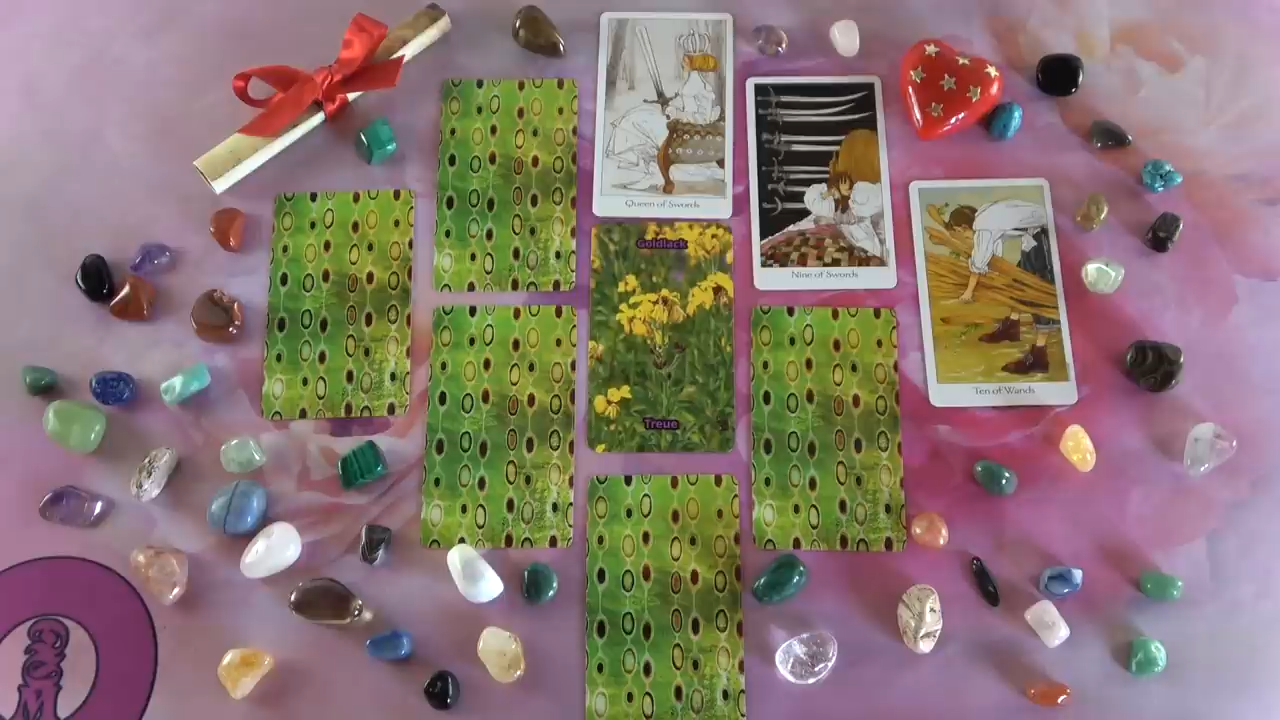 Queen of Swords
Nine of Swords
Ten of Wands
Goldlack
Treue